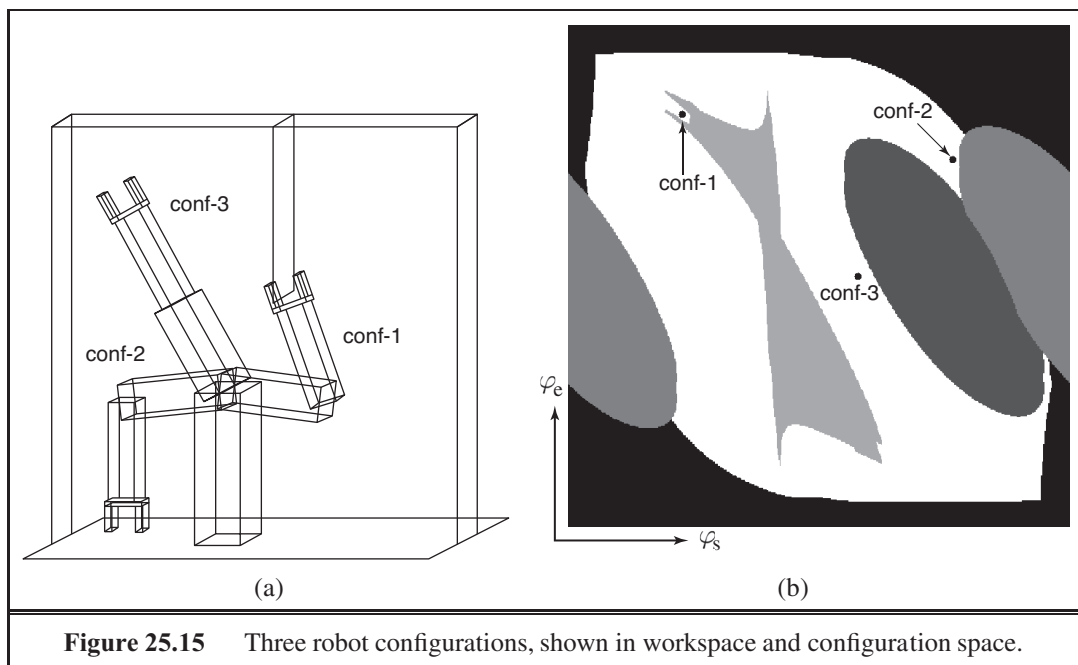 conf-3
conf-2
conf-1
(a)
conf-2
conf-1
conf-3
φe
φs
(b)
Figure 25.15 Three robot configurations, shown in workspace and configuration space.